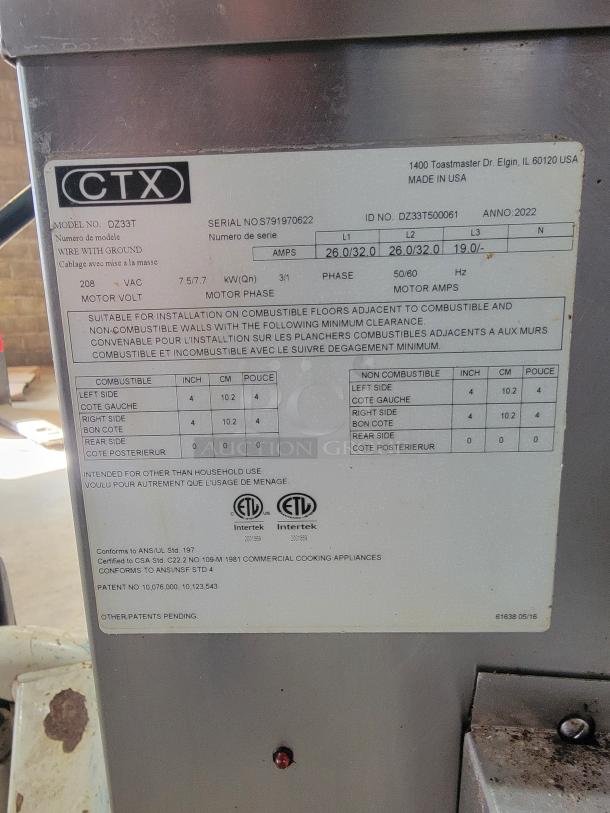 CTX
1400 Toastmaster Dr. Elgin, IL 60120 USA
MADE IN USA
MODEL NO. DZ33T SERIAL NO.S791970622 ID NO. DZ33T500061 ANNO:2022
Numero de modèle Numero de serie L1 L2 L3 N
WIRE WITH GROUND AMPS 26.0/32.0 26.0/32.0 19.0/-
Cablage avec mise a la masse
208 VAC 7.5/7.7 kW(Qn) 3/1 PHASE 50/60 Hz
MOTOR VOLT MOTOR PHASE MOTOR AMPS
SUITABLE FOR INSTALLATION ON COMBUSTIBLE FLOORS ADJACENT TO COMBUSTIBLE AND
NON-COMBUSTIBLE WALLS WITH THE FOLLOWING MINIMUM CLEARANCE.
CONVENABLE POUR L'INSTALLTION SUR LES PLANCHERS COMBUSTIBLES ADJACENTS A AUX MURS
COMBUSTIBLE ET INCOMBUSTIBLE AVEC LE SUIVRE DEGAGEMENT MINIMUM.
COMBUSTIBLE INCH CM POUCE
LEFT SIDE
COTE GAUCHE 4 10.2 4
RIGHT SIDE
BON COTE 4 10.2 4
REAR SIDE
COTE POSTERIERUR 0 0 0
NON COMBUSTIBLE INCH CM POUCE
LEFT SIDE
COTE GAUCHE 4 10.2 4
RIGHT SIDE
BON COTE 4 10.2 4
REAR SIDE
COTE POSTERIERUR 0 0 0
AUCTION GROUP
INTENDED FOR OTHER THAN HOUSEHOLD USE
VOULU POUR AUTREMENT QUE L'USAGE DE MENAGE.
C ETL US ETL
Intertek Intertek
2001959 2001959
Conforms to ANS/UL Std. 197
Certified to CSA Std. C22.2 NO 109-M 1981 COMMERCIAL COOKING APPLIANCES
CONFORMS TO ANSI/NSF STD 4
PATENT NO 10,076,000; 10,123,543
OTHER PATENTS PENDING. 61638 05/16